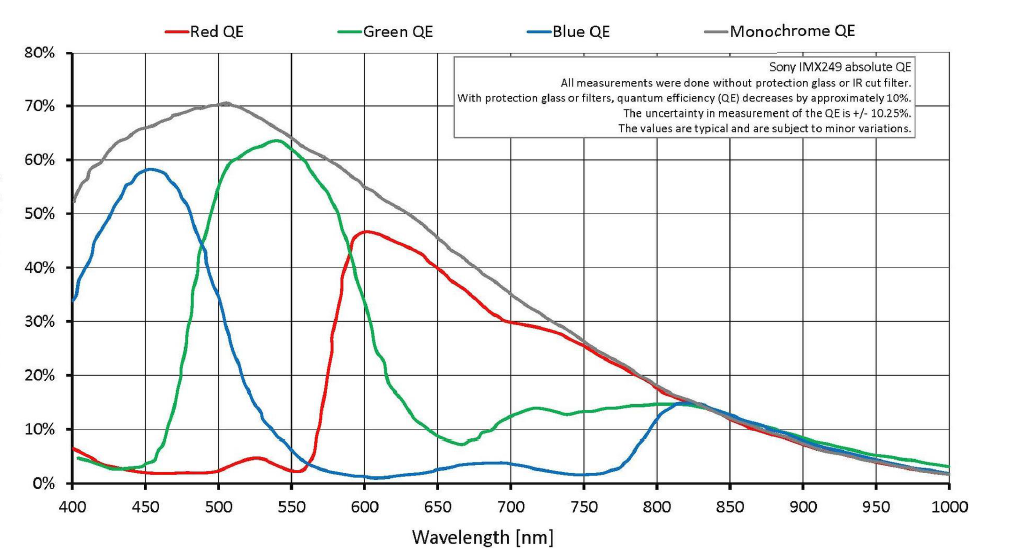 Red QE Green QE Blue QE Monochrome QE
80%
Sony IMX249 absolute QE
All measurements were done without protection glass or IR cut filter.
With protection glass or filters, quantum efficiency (QE) decreases by approximately 10%.
The uncertainty in measurement of the QE is +/- 10.25%.
The values are typical and are subject to minor variations.
70%
60%
50%
40%
30%
20%
10%
0%
400 450 500 550 600 650 700 750 800 850 900 950 1000
Wavelength [nm]